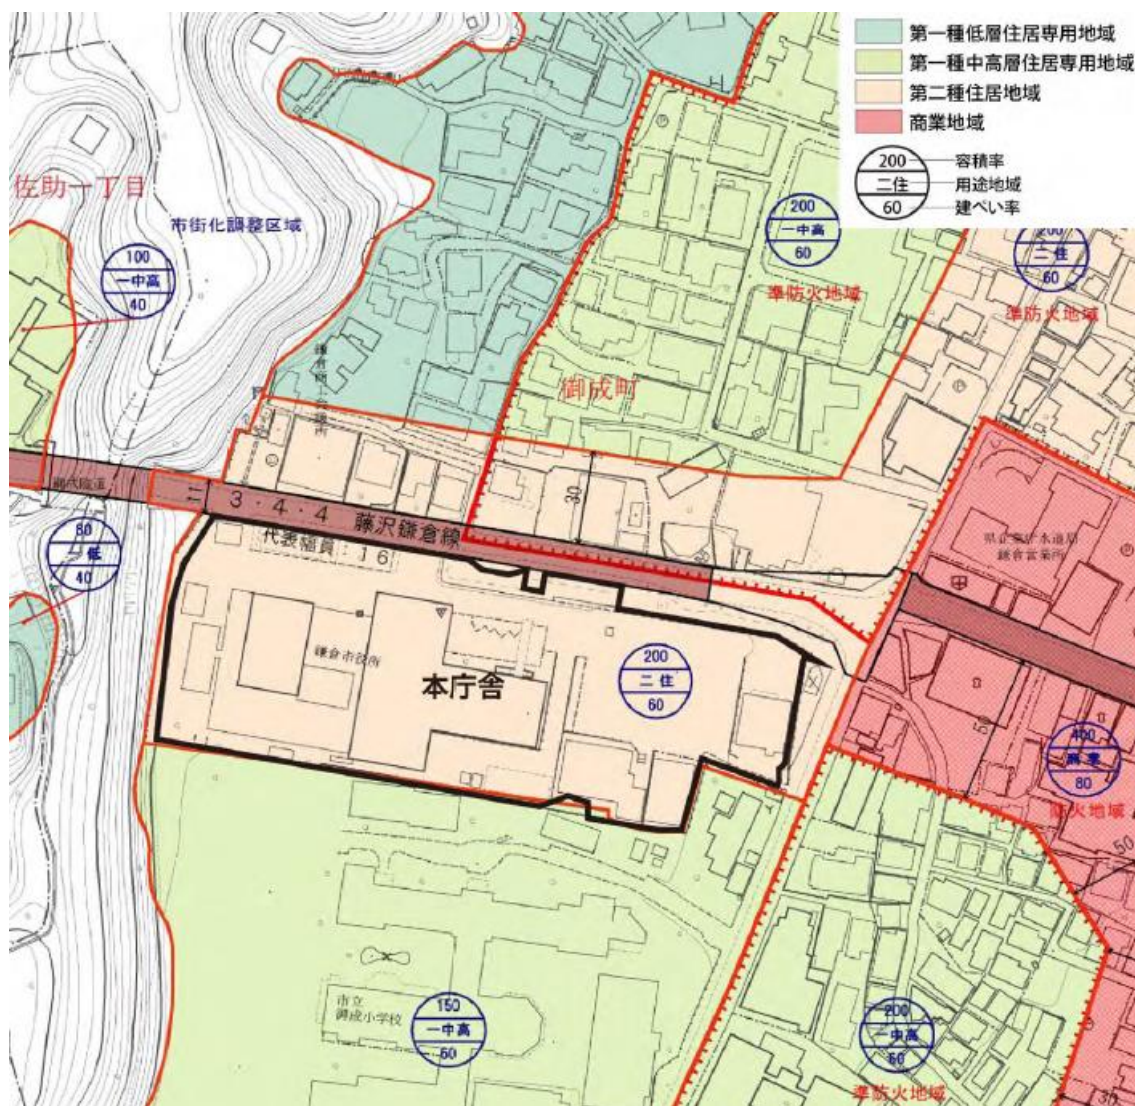 第一種低層住居専用地域
第一種中高層住居専用地域
第二種住居地域
商業地域
200
容積率
二住
用途地域
60
建ぺい率
佐助一丁目
市街化調整区域
100
一中高
40
200
一中高
60
準防火地域
200
二住
60
準防火地域
御成町
30
11
3・4・4 藤沢鎌倉線
代表幅員:16
80
一低
40
鎌倉市役所
本庁舎
200
二住
60
県企業庁水道局
鎌倉営業所
400
商業
80
防火地域
50
市立
御成小学校
150
一中高
60
200
一中高
60
準防火地域
30